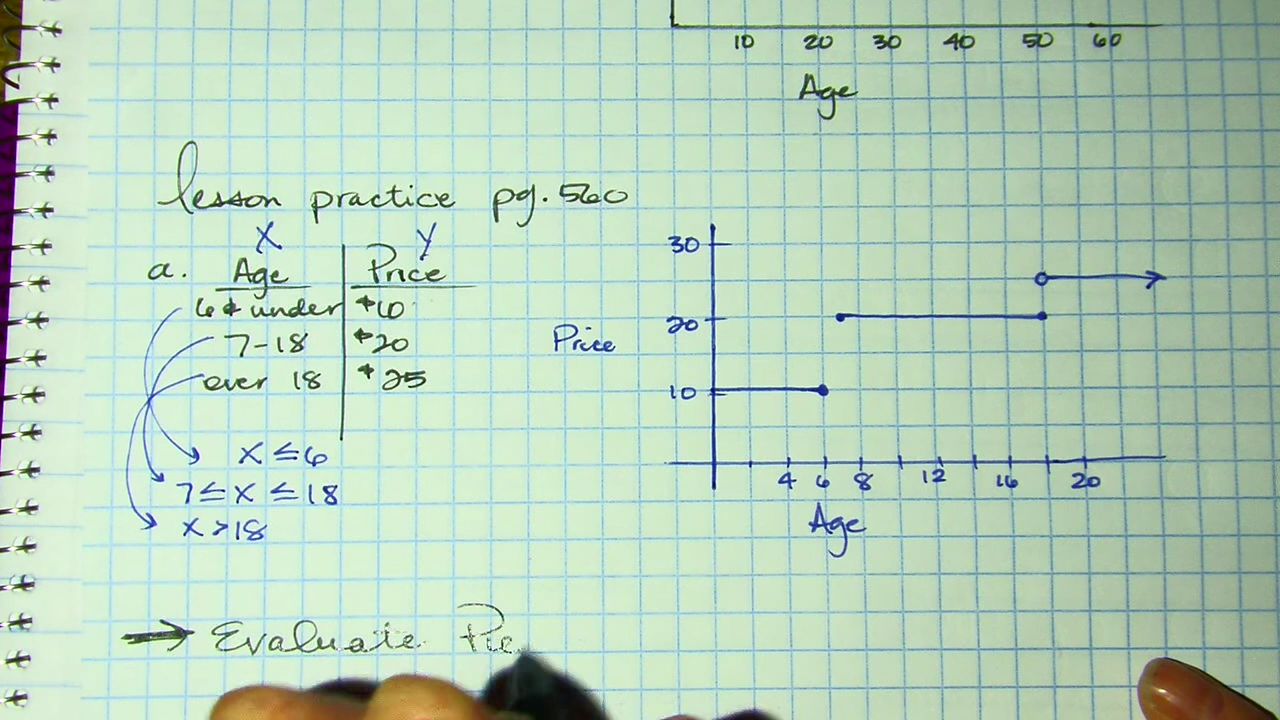 10 20 30 40 50 60
Age
lesson practice pg. 560
X Y
a. Age Price
6 & under $10
7-18 $20
over 18 $25
x ≤ 6
7 ≤ x ≤ 18
x > 18
30
20
Price
10
4 6 8 12 16 20
Age
→ Evaluate Pie